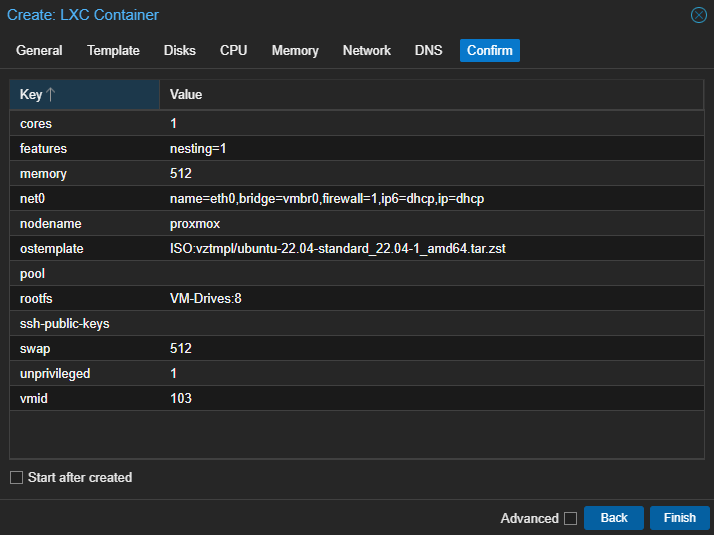 Create: LXC Container
General Template Disks CPU Memory Network DNS Confirm
Key Value
cores 1
features nesting=1
memory 512
net0 name=eth0,bridge=vmbr0,firewall=1,ip6=dhcp,ip=dhcp
nodename proxmox
ostemplate ISO:vztmpl/ubuntu-22.04-standard_22.04-1_amd64.tar.zst
pool
rootfs VM-Drives:8
ssh-public-keys
swap 512
unprivileged 1
vmid 103
Start after created
Advanced Back Finish